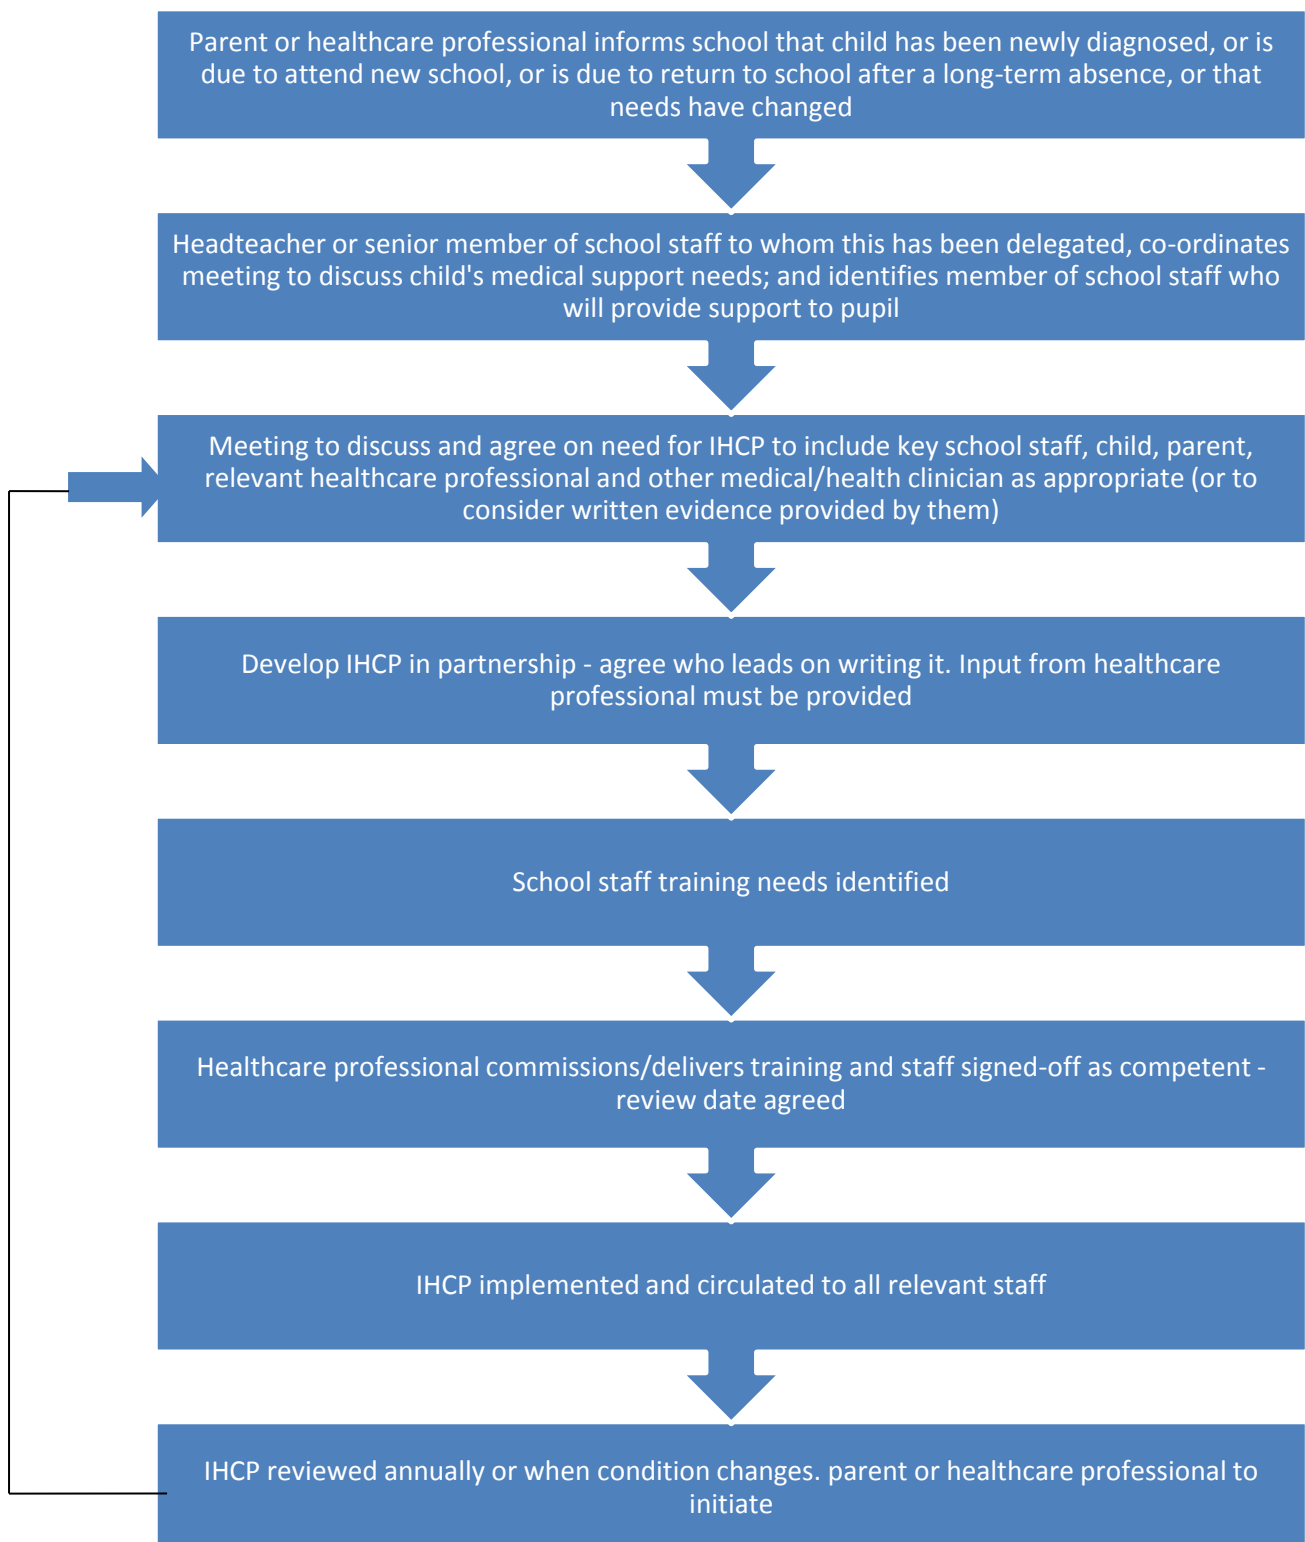 Parent or healthcare professional informs school that child has been newly diagnosed, or is
due to attend new school, or is due to return to school after a long-term absence, or that
needs have changed
Headteacher or senior member of school staff to whom this has been delegated, co-ordinates
meeting to discuss child's medical support needs; and identifies member of school staff who
will provide support to pupil
Meeting to discuss and agree on need for IHCP to include key school staff, child, parent,
relevant healthcare professional and other medical/health clinician as appropriate (or to
consider written evidence provided by them)
Develop IHCP in partnership - agree who leads on writing it. Input from healthcare
professional must be provided
School staff training needs identified
Healthcare professional commissions/delivers training and staff signed-off as competent -
review date agreed
IHCP implemented and circulated to all relevant staff
IHCP reviewed annually or when condition changes. parent or healthcare professional to
initiate